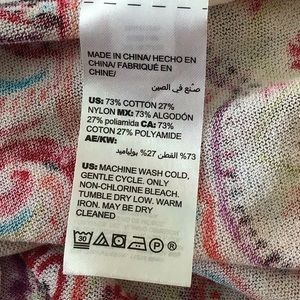 MADE IN CHINA/ HECHO EN
CHINA/ FABRIQUÉ EN
CHINE/
صنع في الصين
US: 73% COTTON 27%
NYLON MX: 73% ALGODÓN
27% poliamida CA: 73%
COTON 27% POLYAMIDE
AE/KW:
73% القطن 27% بولياميد
US: MACHINE WASH COLD,
GENTLE CYCLE. ONLY
NON-CHLORINE BLEACH.
TUMBLE DRY LOW. WARM
IRON. MAY BE DRY
CLEANED
30
P